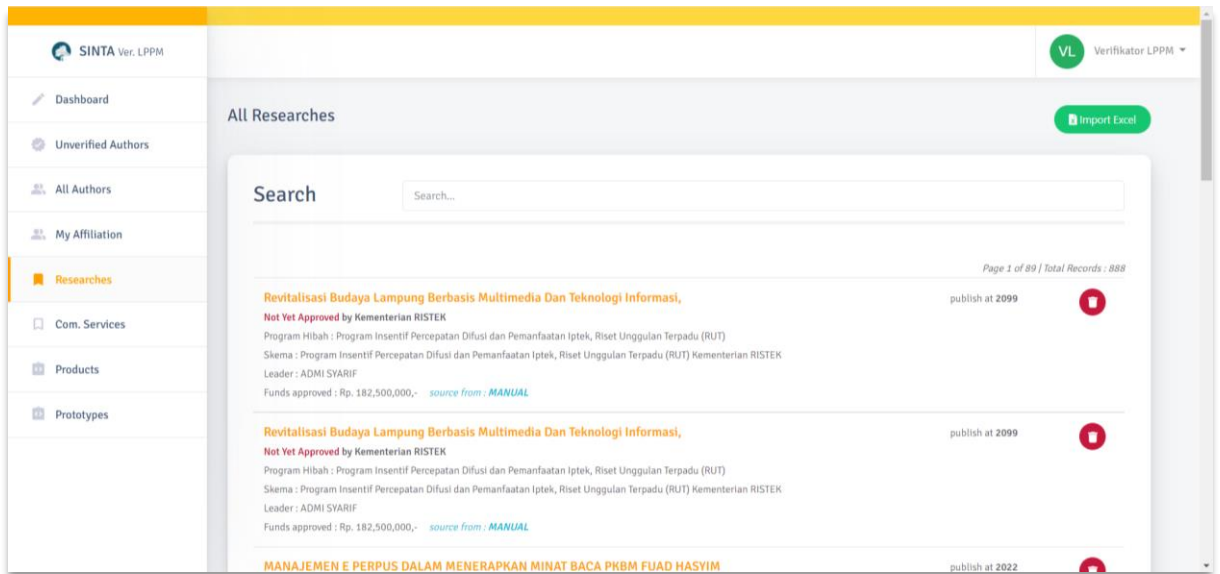 SINTA Ver. LPPM
VL Verifikator LPPM
Dashboard
Unverified Authors
All Authors
My Affiliation
Researches
Com. Services
Products
Prototypes
All Researches
Import Excel
Search
Search...
Page 1 of 89 | Total Records : 888
Revitalisasi Budaya Lampung Berbasis Multimedia Dan Teknologi Informasi,
publish at 2099
Not Yet Approved by Kementerian RISTEK
Program Hibah : Program Insentif Percepatan Difusi dan Pemanfaatan Iptek, Riset Unggulan Terpadu (RUT)
Skema : Program Insentif Percepatan Difusi dan Pemanfaatan Iptek, Riset Unggulan Terpadu (RUT) Kementerian RISTEK
Leader : ADMI SYARIF
Funds approved : Rp. 182,500,000,- source from : MANUAL
Revitalisasi Budaya Lampung Berbasis Multimedia Dan Teknologi Informasi,
publish at 2099
Not Yet Approved by Kementerian RISTEK
Program Hibah : Program Insentif Percepatan Difusi dan Pemanfaatan Iptek, Riset Unggulan Terpadu (RUT)
Skema : Program Insentif Percepatan Difusi dan Pemanfaatan Iptek, Riset Unggulan Terpadu (RUT) Kementerian RISTEK
Leader : ADMI SYARIF
Funds approved : Rp. 182,500,000,- source from : MANUAL
MANAJEMEN E PERPUS DALAM MENERAPKAN MINAT BACA PKBM FUAD HASYIM
publish at 2022